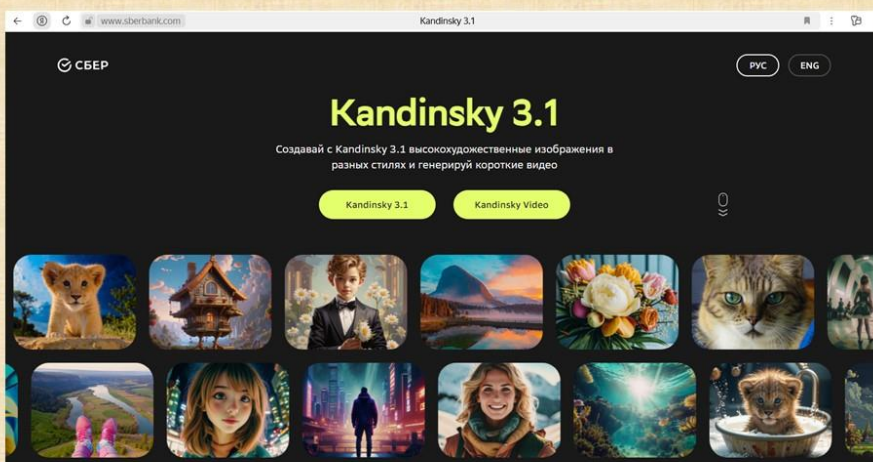 www.sberbank.com
Kandinsky 3.1
СБЕР
РУС
ENG
Kandinsky 3.1
Создавай с Kandinsky 3.1 высокохудожественные изображения в
разных стилях и генерируй короткие видео
Kandinsky 3.1
Kandinsky Video